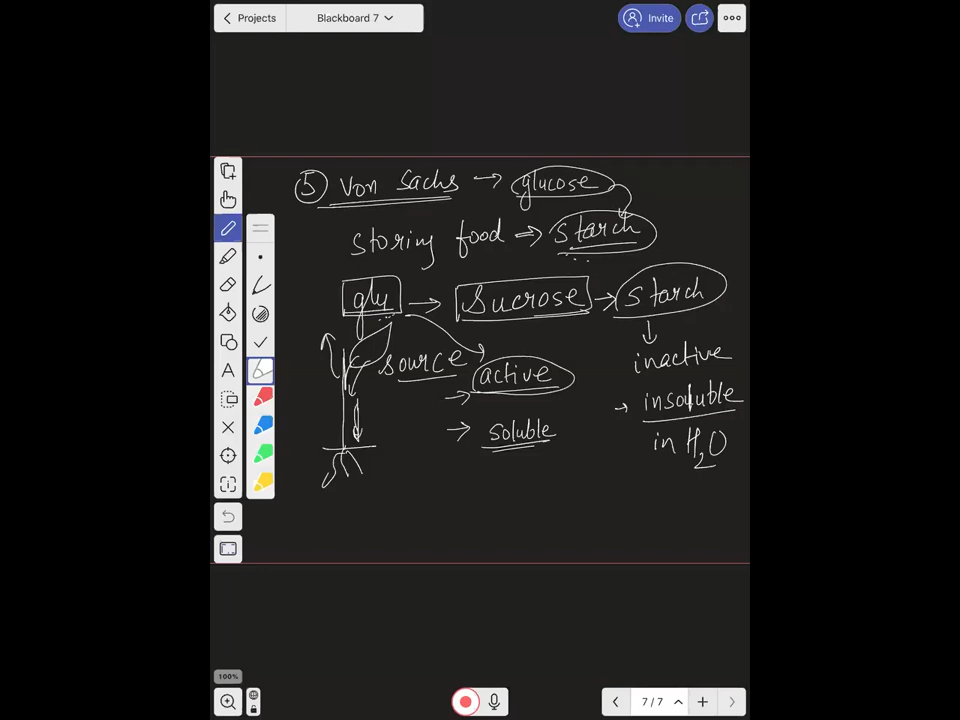 Projects
Blackboard 7
Invite
⑤ Von Sachs → glucose
storing food ⇒ starch
gly → Sucrose → starch
source
active
inactive
→ soluble
→ insoluble
in H₂O
A
100%
7/7